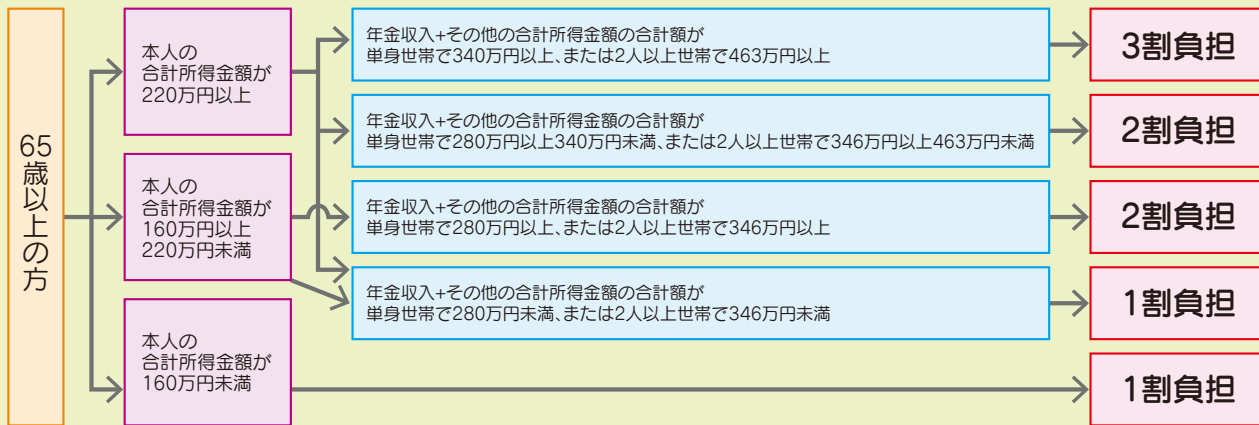 65歳以上の方
本人の
合計所得金額が
220万円以上
年金収入+その他の合計所得金額の合計額が
単身世帯で340万円以上、または2人以上世帯で463万円以上
3割負担
年金収入+その他の合計所得金額の合計額が
単身世帯で280万円以上340万円未満、または2人以上世帯で346万円以上463万円未満
2割負担
本人の
合計所得金額が
160万円以上
220万円未満
年金収入+その他の合計所得金額の合計額が
単身世帯で280万円以上、または2人以上世帯で346万円以上
2割負担
年金収入+その他の合計所得金額の合計額が
単身世帯で280万円未満、または2人以上世帯で346万円未満
1割負担
本人の
合計所得金額が
160万円未満
1割負担